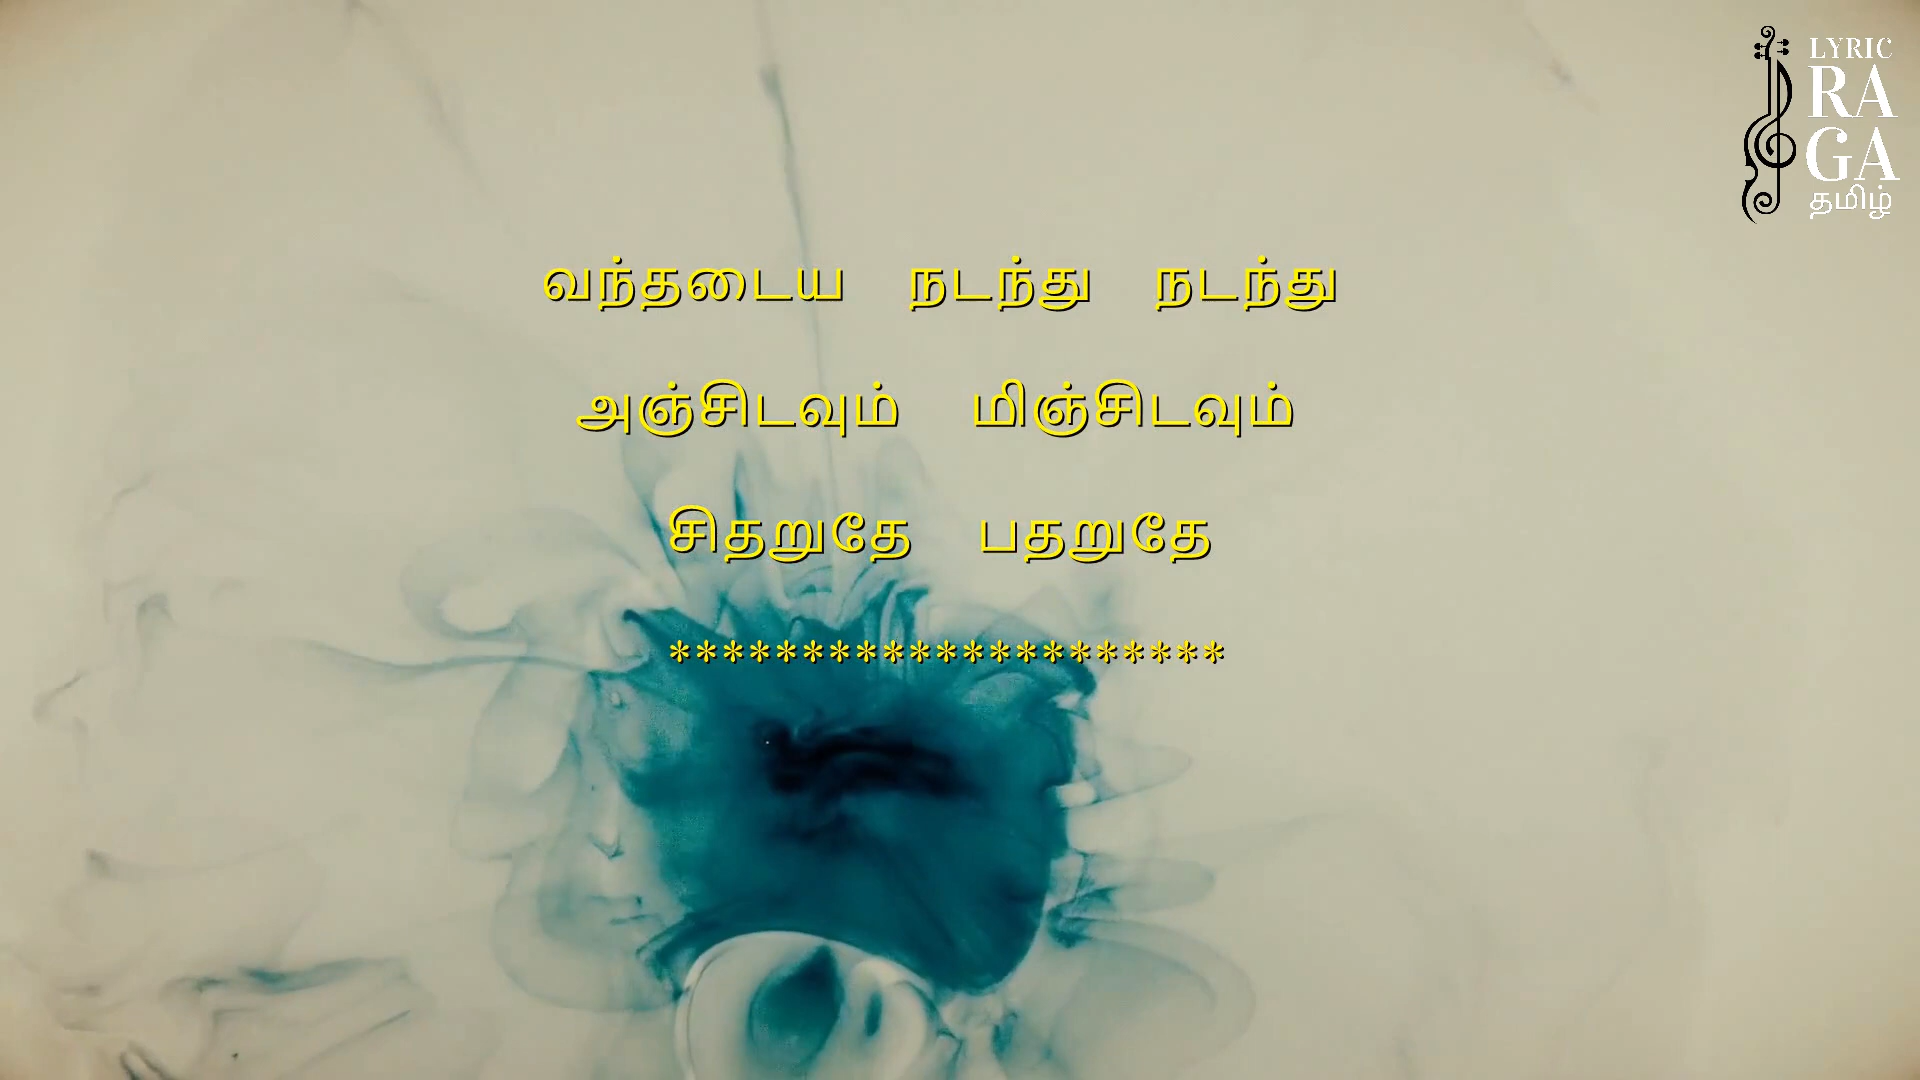 LYRIC
RA
GA
தமிழ்
வந்தடைய நடந்து நடந்து
அஞ்சிடவும் மிஞ்சிடவும்
சிதறுதே பதறுதே
*********************